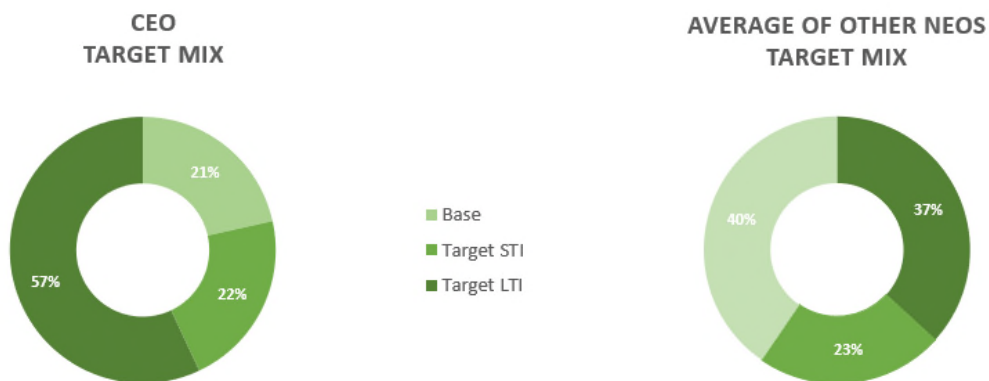 CEO
TARGET MIX
21%
22%
57%
Base
Target STI
Target LTI
AVERAGE OF OTHER NEOS
TARGET MIX
40%
37%
23%